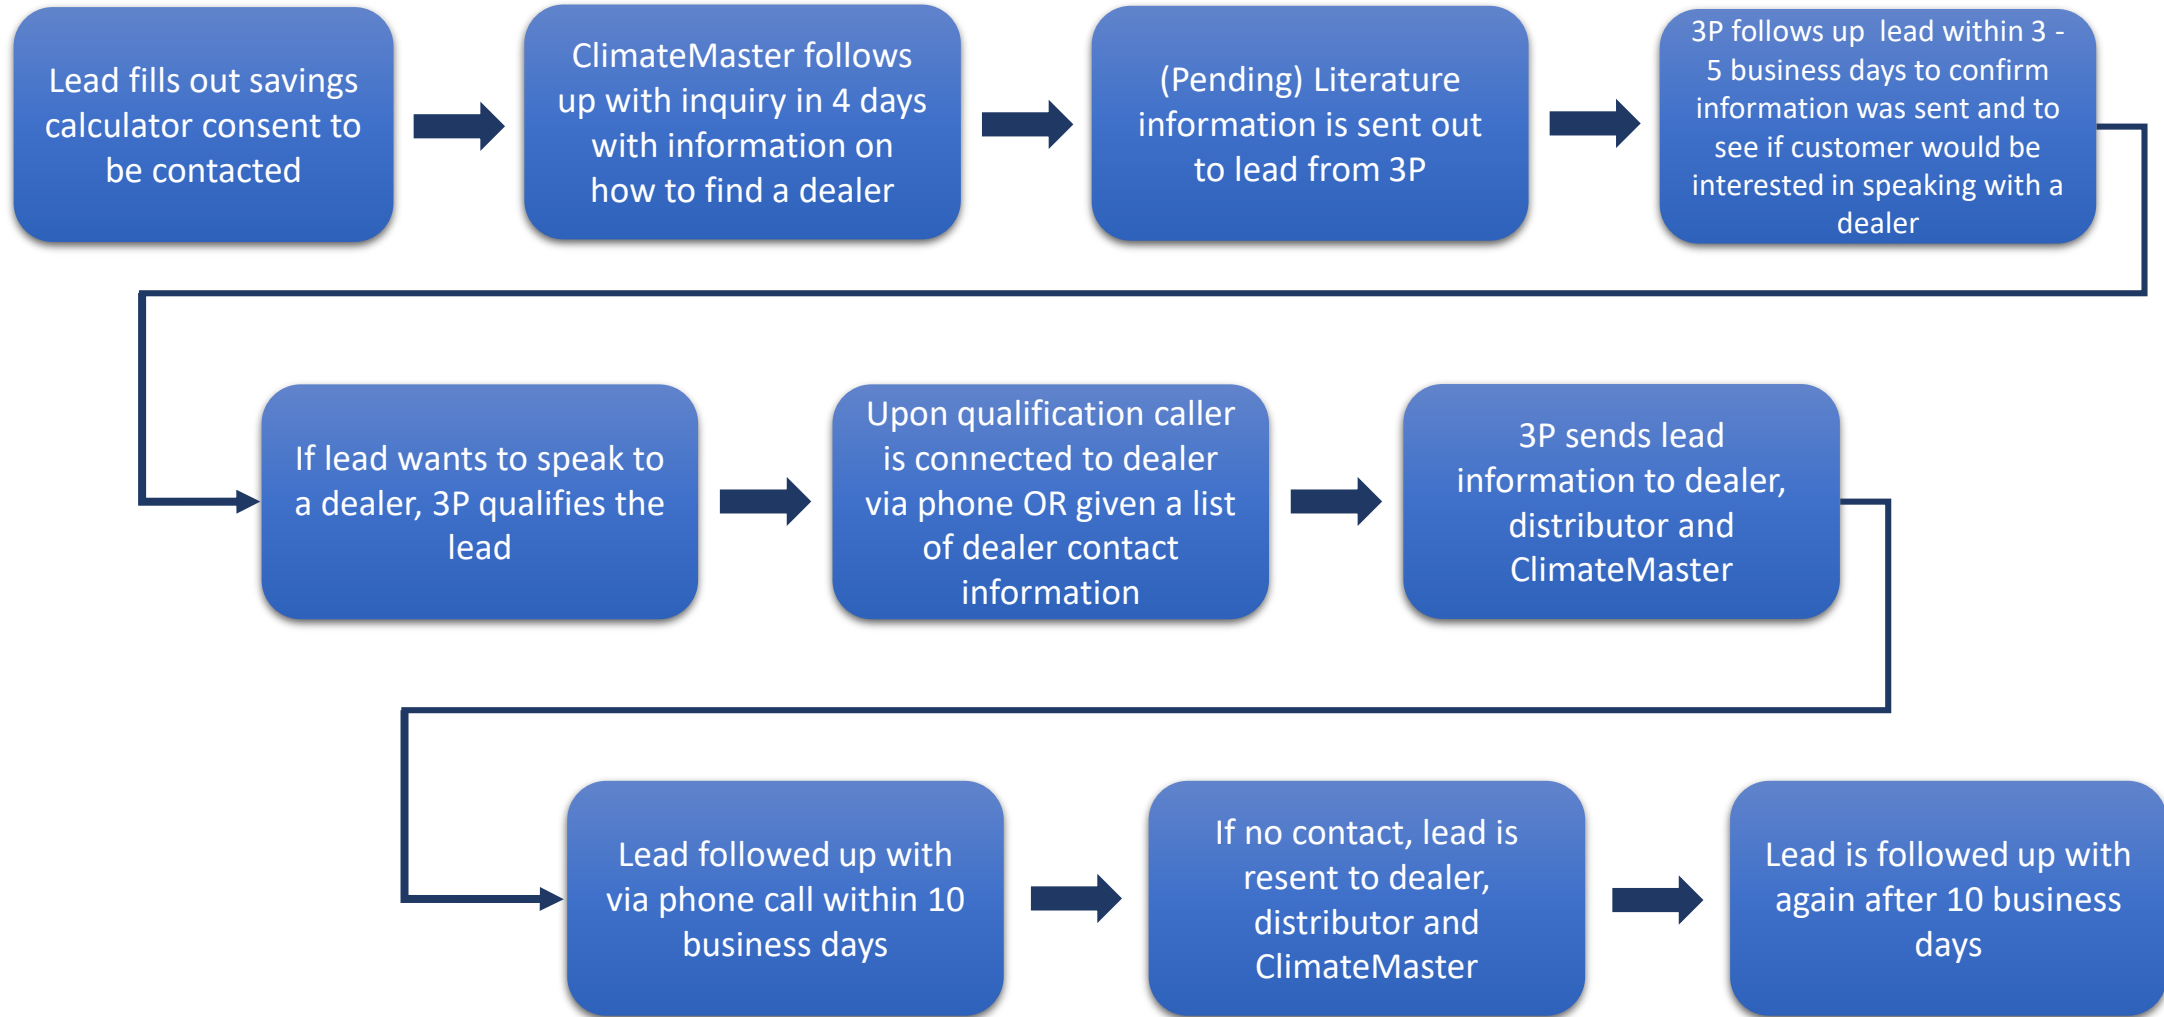 Lead fills out savings
calculator consent to
be contacted
ClimateMaster follows
up with inquiry in 4 days
with information on
how to find a dealer
(Pending) Literature
information is sent out
to lead from 3P
3P follows up  lead within 3 -
5 business days to confirm
information was sent and to
see if customer would be
interested in speaking with a
dealer
If lead wants to speak to
a dealer, 3P qualifies the
lead
Upon qualification caller
is connected to dealer
via phone OR given a list
of dealer contact
information
3P sends lead
information to dealer,
distributor and
ClimateMaster
Lead followed up with
via phone call within 10
business days
If no contact, lead is
resent to dealer,
distributor and
ClimateMaster
Lead is followed up with
again after 10 business
days